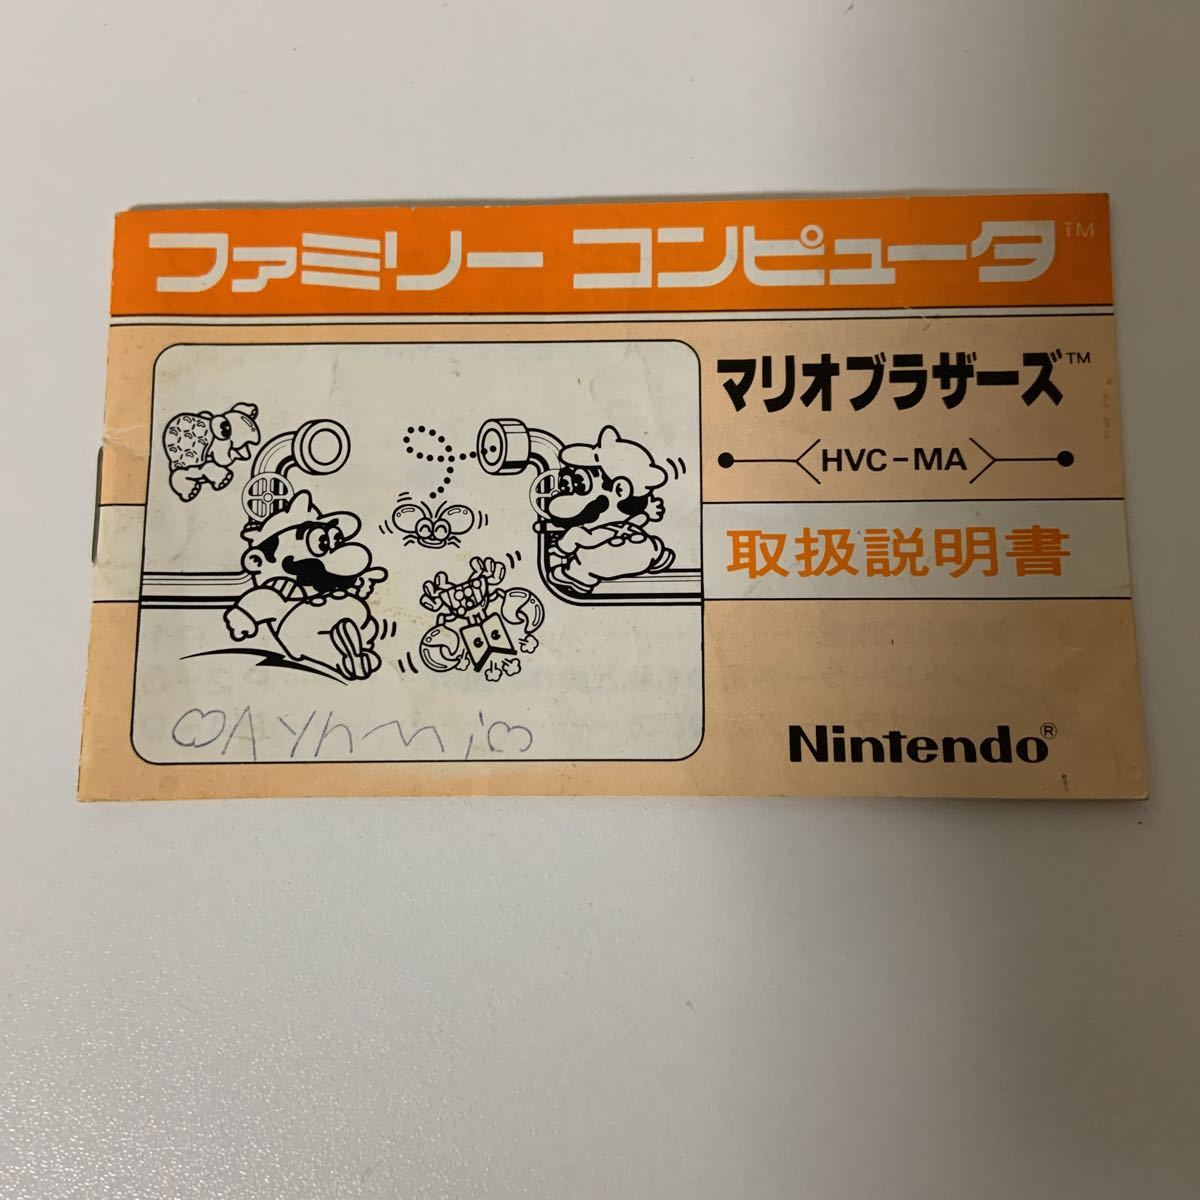 ファミリー コンピュータ™
マリオブラザーズ™
HVC-MA
取扱説明書
Nintendo®